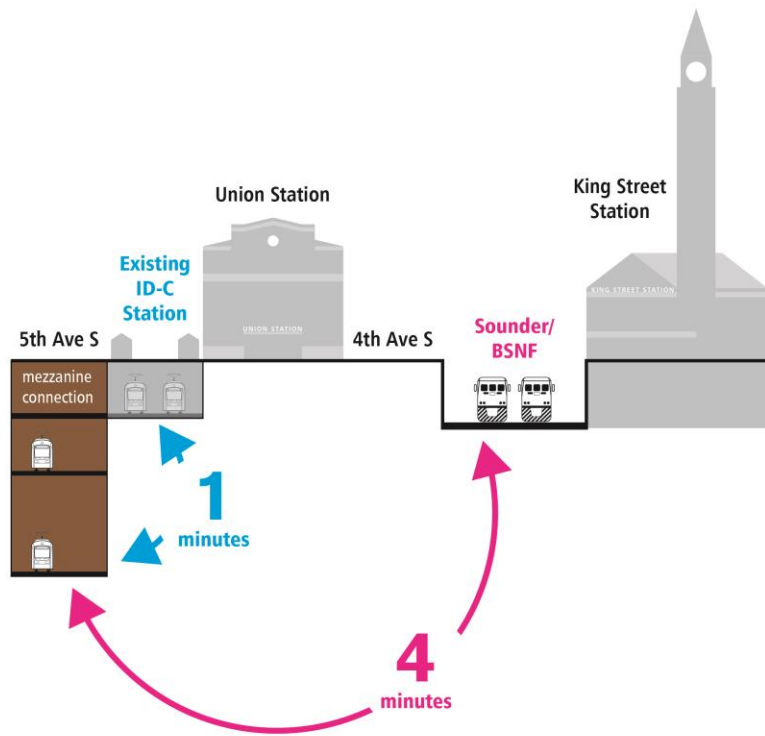 King Street
Station
Union Station
Existing
ID-C
Station
KING STREET STATION
5th Ave S
UNION STATION
4th Ave S
Sounder/
BSNF
mezzanine
connection
1
minutes
4
minutes